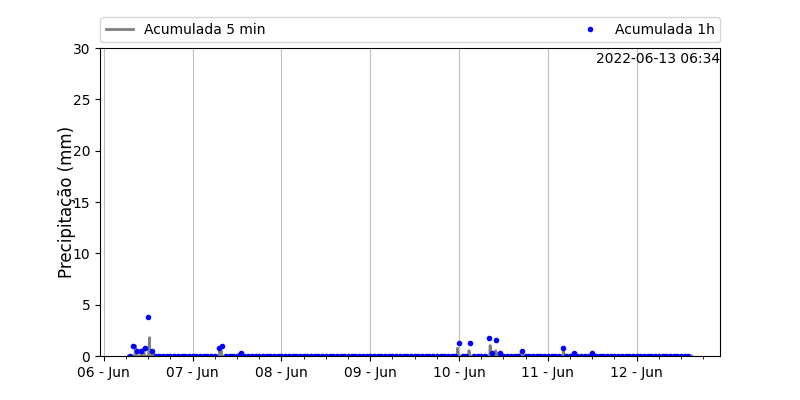 Acumulada 5 min
Acumulada 1h
2022-06-13 06:34
Precipitação (mm)
30
25
20
15
10
5
0
06 - Jun
07 - Jun
08 - Jun
09 - Jun
10 - Jun
11 - Jun
12 - Jun